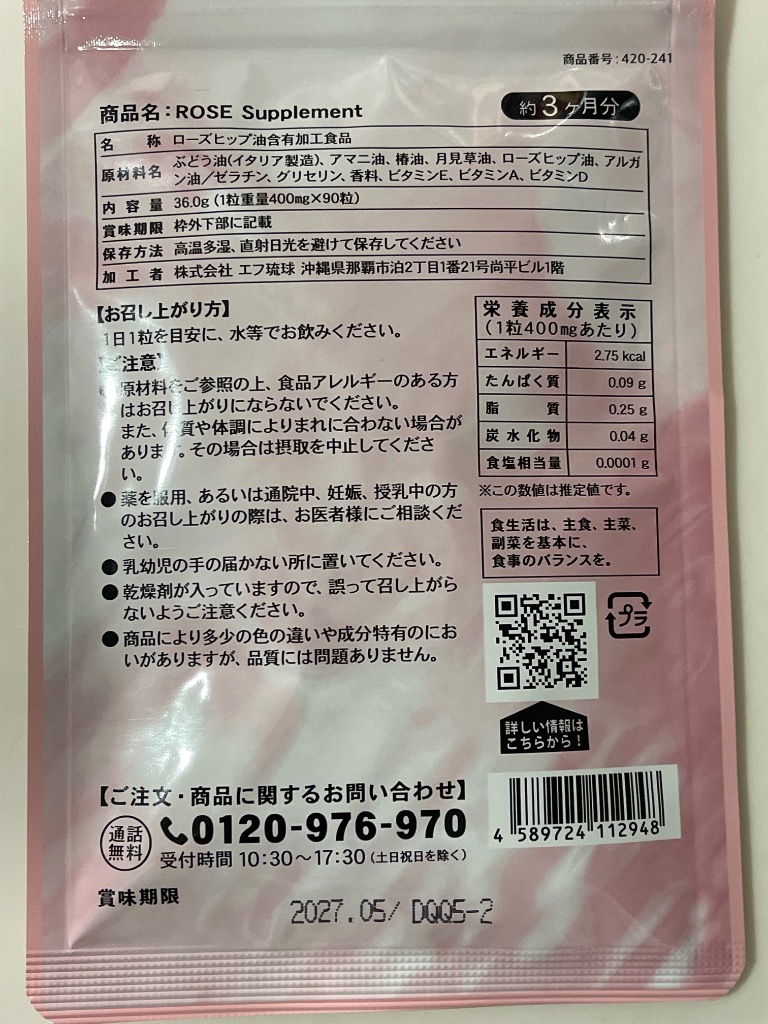 商品番号:420-241
商品名:ROSE Supplement
約3ヶ月分
名称 ローズヒップ油含有加工食品
原材料名 ぶどう油(イタリア製造)、アマニ油、椿油、月見草油、ローズヒップ油、アルガ
ン油/ゼラチン、グリセリン、香料、ビタミンE、ビタミンA、ビタミンD
内容量 36.0g (1粒重量400mg×90粒)
賞味期限 枠外下部に記載
保存方法 高温多湿、直射日光を避けて保存してください
加工者 株式会社 エフ琉球 沖縄県那覇市泊2丁目1番21号尚平ビル1階
【お召し上がり方】
1日1粒を目安に、水等でお飲みください。
【ご注意】
● 原材料をご参照の上、食品アレルギーのある方
はお召し上がりにならないでください。
また、体質や体調によりまれに合わない場合が
あります。その場合は摂取を中止してくださ
い。
● 薬を服用、あるいは通院中、妊娠、授乳中の方
のお召し上がりの際は、お医者様にご相談くだ
さい。
● 乳幼児の手の届かない所に置いてください。
● 乾燥剤が入っていますので、誤って召し上がら
ないようご注意ください。
● 商品により多少の色の違いや成分特有のにお
いがありますが、品質には問題ありません。
栄養成分表示
(1粒400mgあたり)
エネルギー 2.75 kcal
たんぱく質 0.09 g
脂質 0.25 g
炭水化物 0.04 g
食塩相当量 0.0001 g
※この数値は推定値です。
食生活は、主食、主菜、
副菜を基本に、
食事のバランスを。
プラ
詳しい情報は
こちらから!
【ご注文・商品に関するお問い合わせ】
通話
無料
0120-976-970
受付時間 10:30〜17:30(土日祝日を除く)
4 589724 112948
賞味期限
2027.05/ DQQ5-2